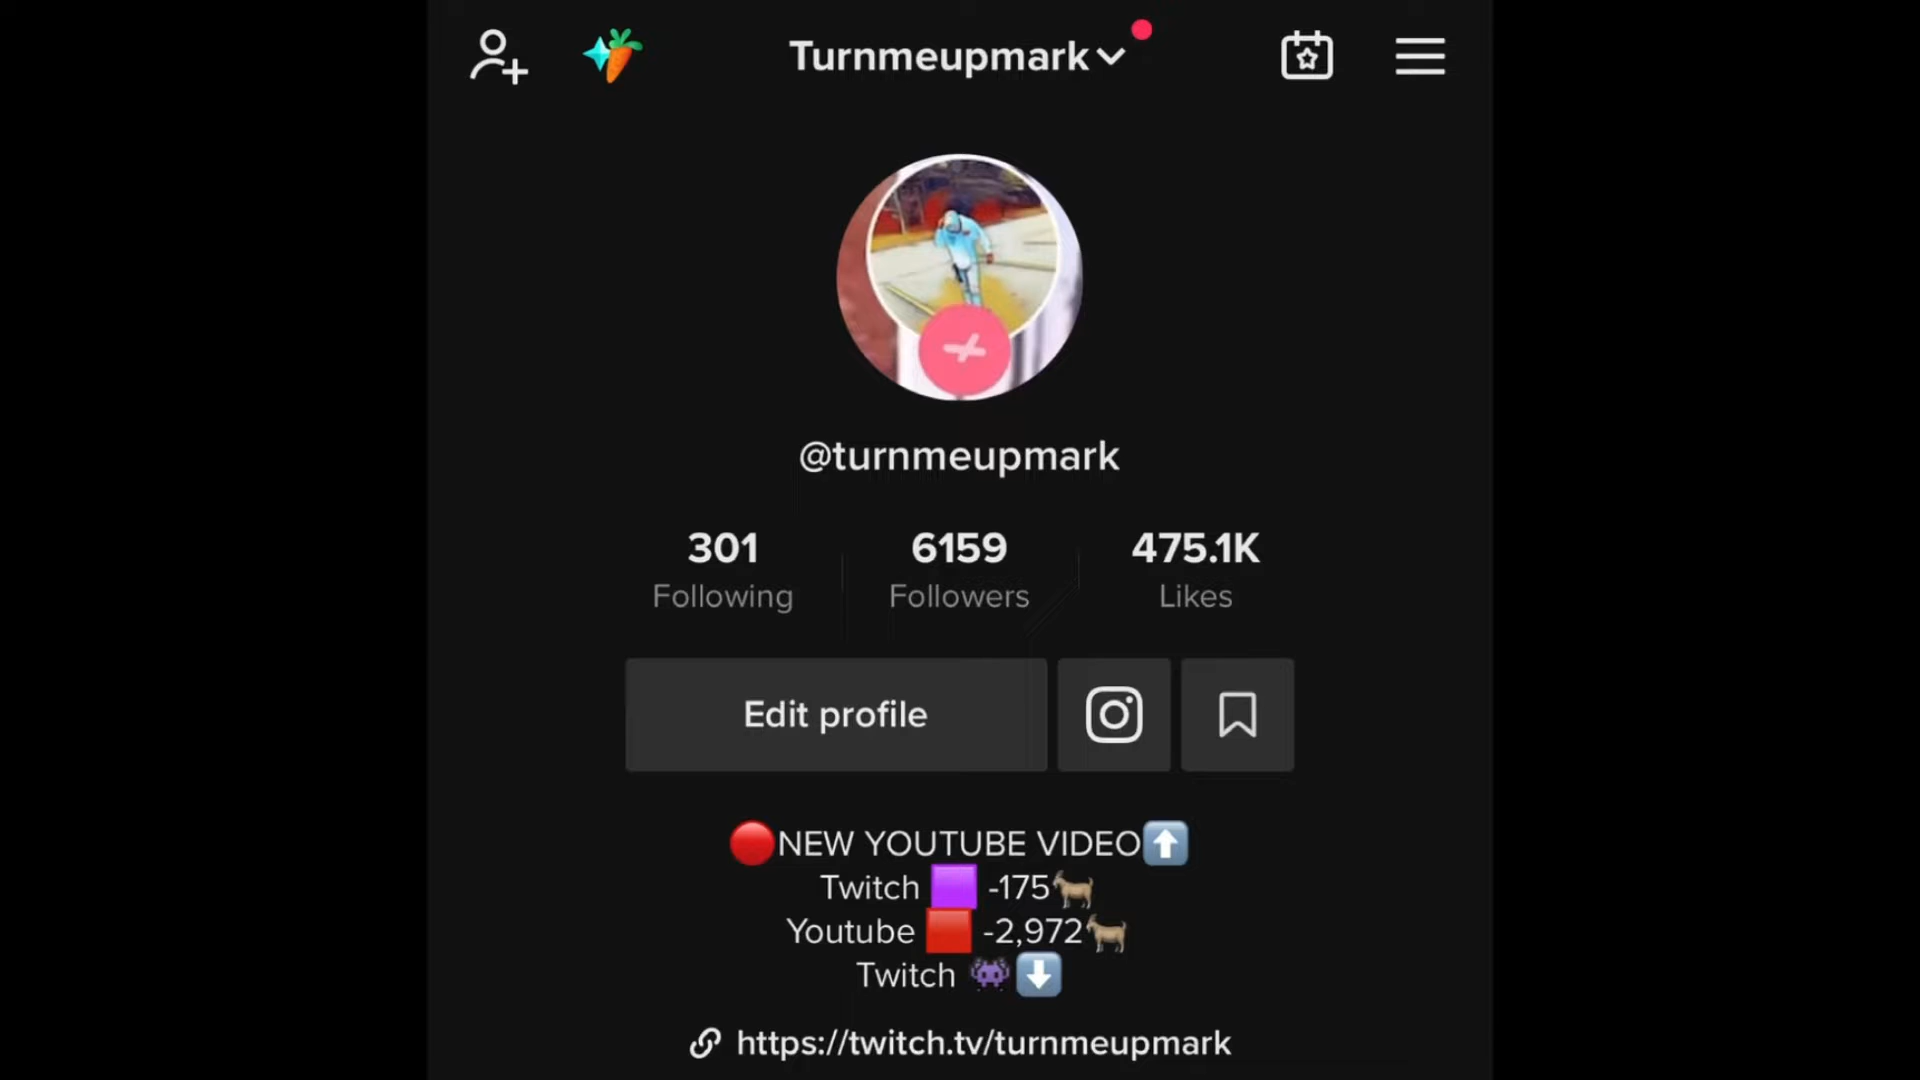 Turnmeupmark
@turnmeupmark
301 6159 475.1K
Following Followers Likes
Edit profile
🔴NEW YOUTUBE VIDEO⬆️
Twitch 🟪 -175🐐
Youtube 🟥 -2,972🐐
Twitch 👾⬇️
https://twitch.tv/turnmeupmark